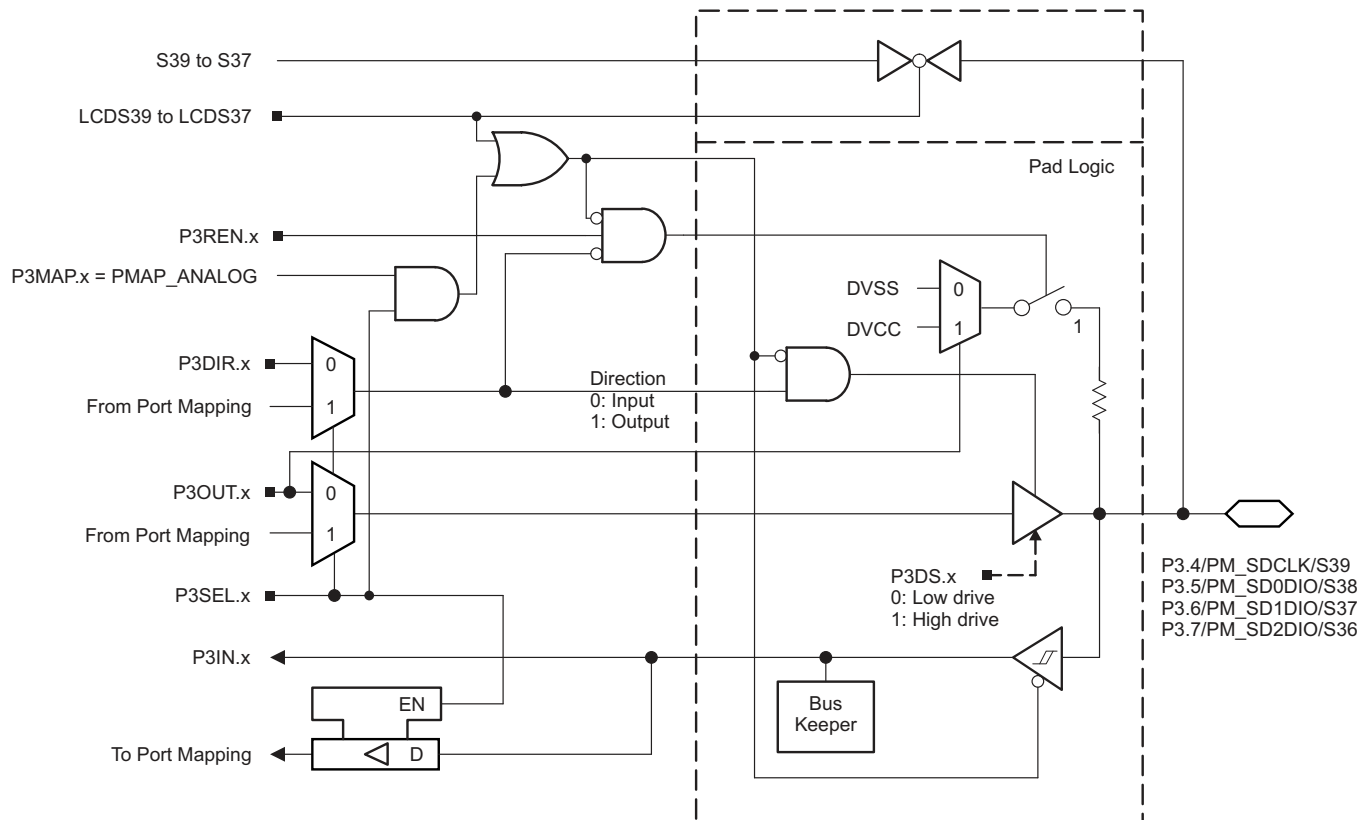 S39 to S37
LCDS39 to LCDS37
Pad Logic
P3REN.x
P3MAP.x = PMAP_ANALOG
DVSS
0
DVCC
1
1
P3DIR.x
0
From Port Mapping
1
Direction
0: Input
1: Output
P3OUT.x
0
From Port Mapping
1
P3SEL.x
P3DS.x
0: Low drive
1: High drive
P3.4/PM_SDCLK/S39
P3.5/PM_SD0DIO/S38
P3.6/PM_SD1DIO/S37
P3.7/PM_SD2DIO/S36
P3IN.x
Bus
Keeper
EN
To Port Mapping
D